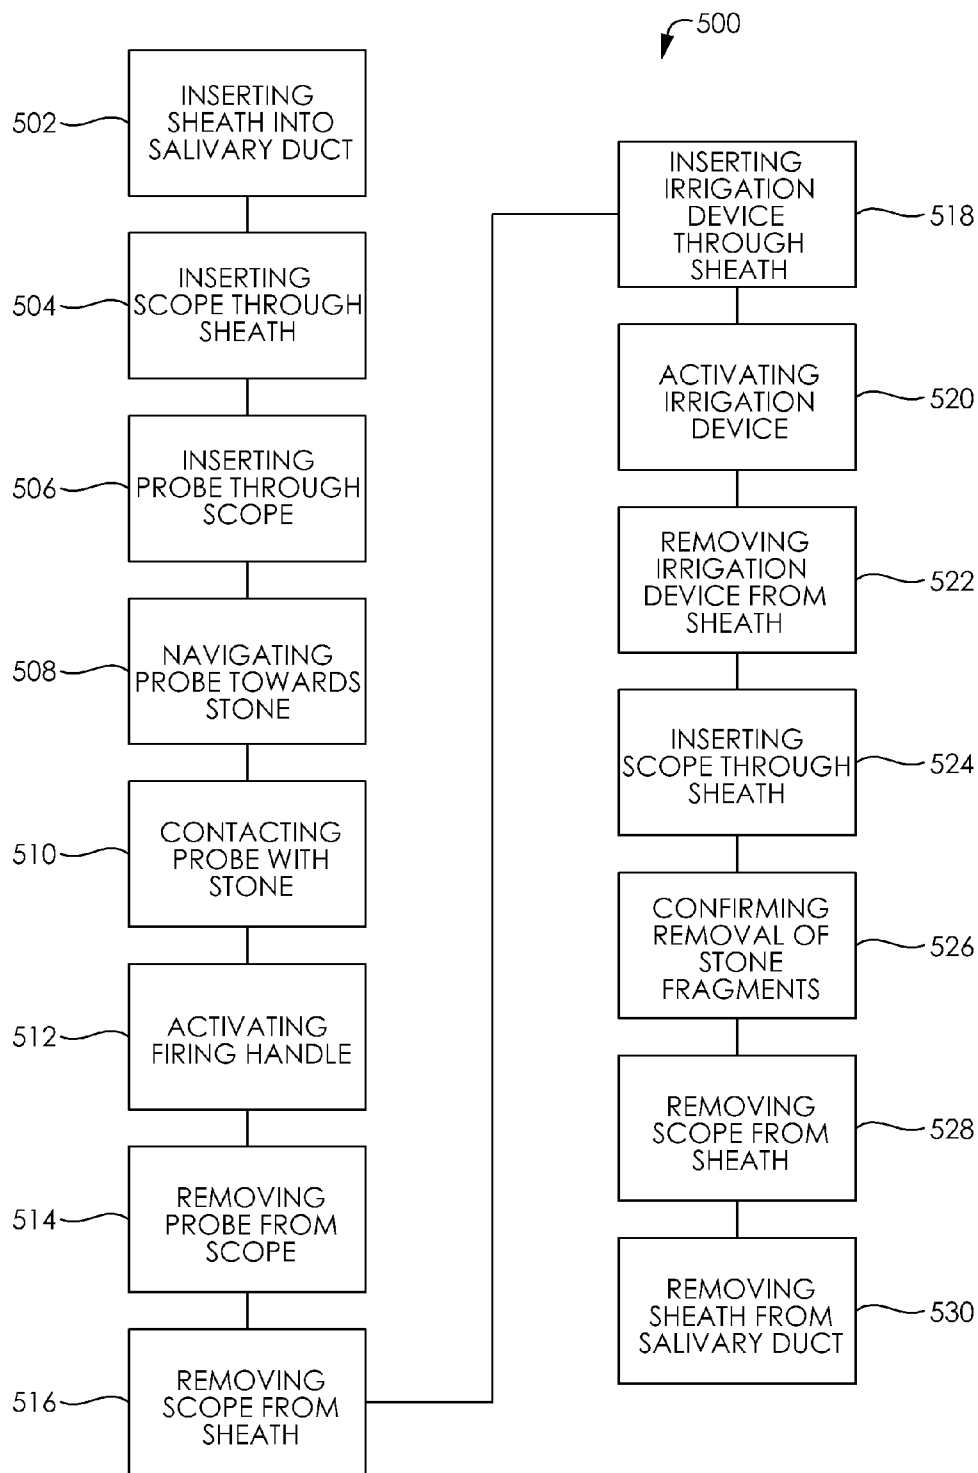 500
502
INSERTING
SHEATH INTO
SALIVARY DUCT
504
INSERTING
SCOPE THROUGH
SHEATH
506
INSERTING
PROBE THROUGH
SCOPE
508
NAVIGATING
PROBE TOWARDS
STONE
510
CONTACTING
PROBE WITH
STONE
512
ACTIVATING
FIRING HANDLE
514
REMOVING
PROBE FROM
SCOPE
516
REMOVING
SCOPE FROM
SHEATH
INSERTING
IRRIGATION
DEVICE
THROUGH
SHEATH
518
ACTIVATING
IRRIGATION
DEVICE
520
REMOVING
IRRIGATION
DEVICE FROM
SHEATH
522
INSERTING
SCOPE THROUGH
SHEATH
524
CONFIRMING
REMOVAL OF
STONE
FRAGMENTS
526
REMOVING
SCOPE FROM
SHEATH
528
REMOVING
SHEATH FROM
SALIVARY DUCT
530